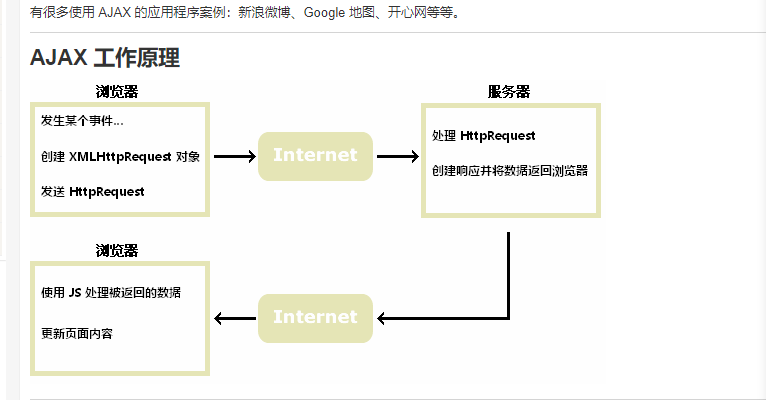 有很多使用 AJAX 的应用程序案例：新浪微博、Google 地图、开心网等等。
AJAX 工作原理
浏览器
发生某个事件...
创建 XMLHttpRequest 对象
发送 HttpRequest
Internet
服务器
处理 HttpRequest
创建响应并将数据返回浏览器
浏览器
使用 JS 处理被返回的数据
更新页面内容
Internet